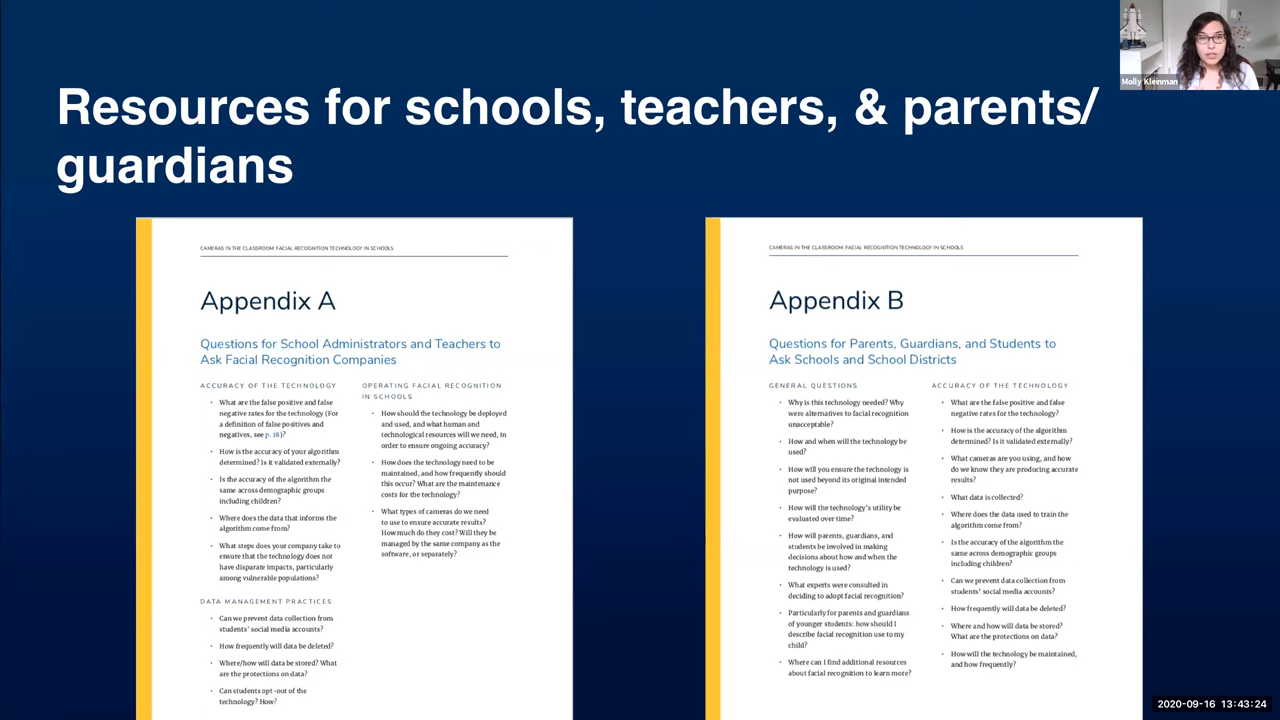 Molly Kleinman
Resources for schools, teachers, & parents/
guardians
CAMERAS IN THE CLASSROOM: FACIAL RECOGNITION TECHNOLOGY IN SCHOOLS
Appendix A
Questions for School Administrators and Teachers to
Ask Facial Recognition Companies
ACCURACY OF THE TECHNOLOGY
• What are the false positive and false
negative rates for the technology (For
a definition of false positives and
negatives, see p. 18)?
• How is the accuracy of your algorithm
determined? Is it validated externally?
• Is the accuracy of the algorithm the
same across demographic groups
including children?
• Where does the data that informs the
algorithm come from?
• What steps does your company take to
ensure that the technology does not
have disparate impacts, particularly
among vulnerable populations?
DATA MANAGEMENT PRACTICES
• Can we prevent data collection from
students' social media accounts?
• How frequently will data be deleted?
• Where/how will data be stored? What
are the protections on data?
• Can students opt-out of the
technology? How?
OPERATING FACIAL RECOGNITION
IN SCHOOLS
• How should the technology be deployed
and used, and what human and
technological resources will we need, in
order to ensure ongoing accuracy?
• How does the technology need to be
maintained, and how frequently should
this occur? What are the maintenance
costs for the technology?
• What types of cameras do we need
to use to ensure accurate results?
How much do they cost? Will they be
managed by the same company as the
software, or separately?
CAMERAS IN THE CLASSROOM: FACIAL RECOGNITION TECHNOLOGY IN SCHOOLS
Appendix B
Questions for Parents, Guardians, and Students to
Ask Schools and School Districts
GENERAL QUESTIONS
• Why is this technology needed? Why
were alternatives to facial recognition
unacceptable?
• How and when will the technology be
used?
• How will you ensure the technology is
not used beyond its original intended
purpose?
• How will the technology's utility be
evaluated over time?
• How will parents, guardians, and
students be involved in making
decisions about how and when the
technology is used?
• What experts were consulted in
deciding to adopt facial recognition?
• Particularly for parents and guardians
of younger students: how should I
describe facial recognition use to my
child?
• Where can I find additional resources
about facial recognition to learn more?
ACCURACY OF THE TECHNOLOGY
• What are the false positive and false
negative rates for the technology?
• How is the accuracy of the algorithm
determined? Is it validated externally?
• What cameras are you using, and how
do we know they are producing accurate
results?
• What data is collected?
• Where does the data used to train the
algorithm come from?
• Is the accuracy of the algorithm the
same across demographic groups
including children?
• Can we prevent data collection from
students' social media accounts?
• How frequently will data be deleted?
• Where and how will data be stored?
What are the protections on data?
• How will the technology be maintained,
and how frequently?
2020-09-16 13:43:24